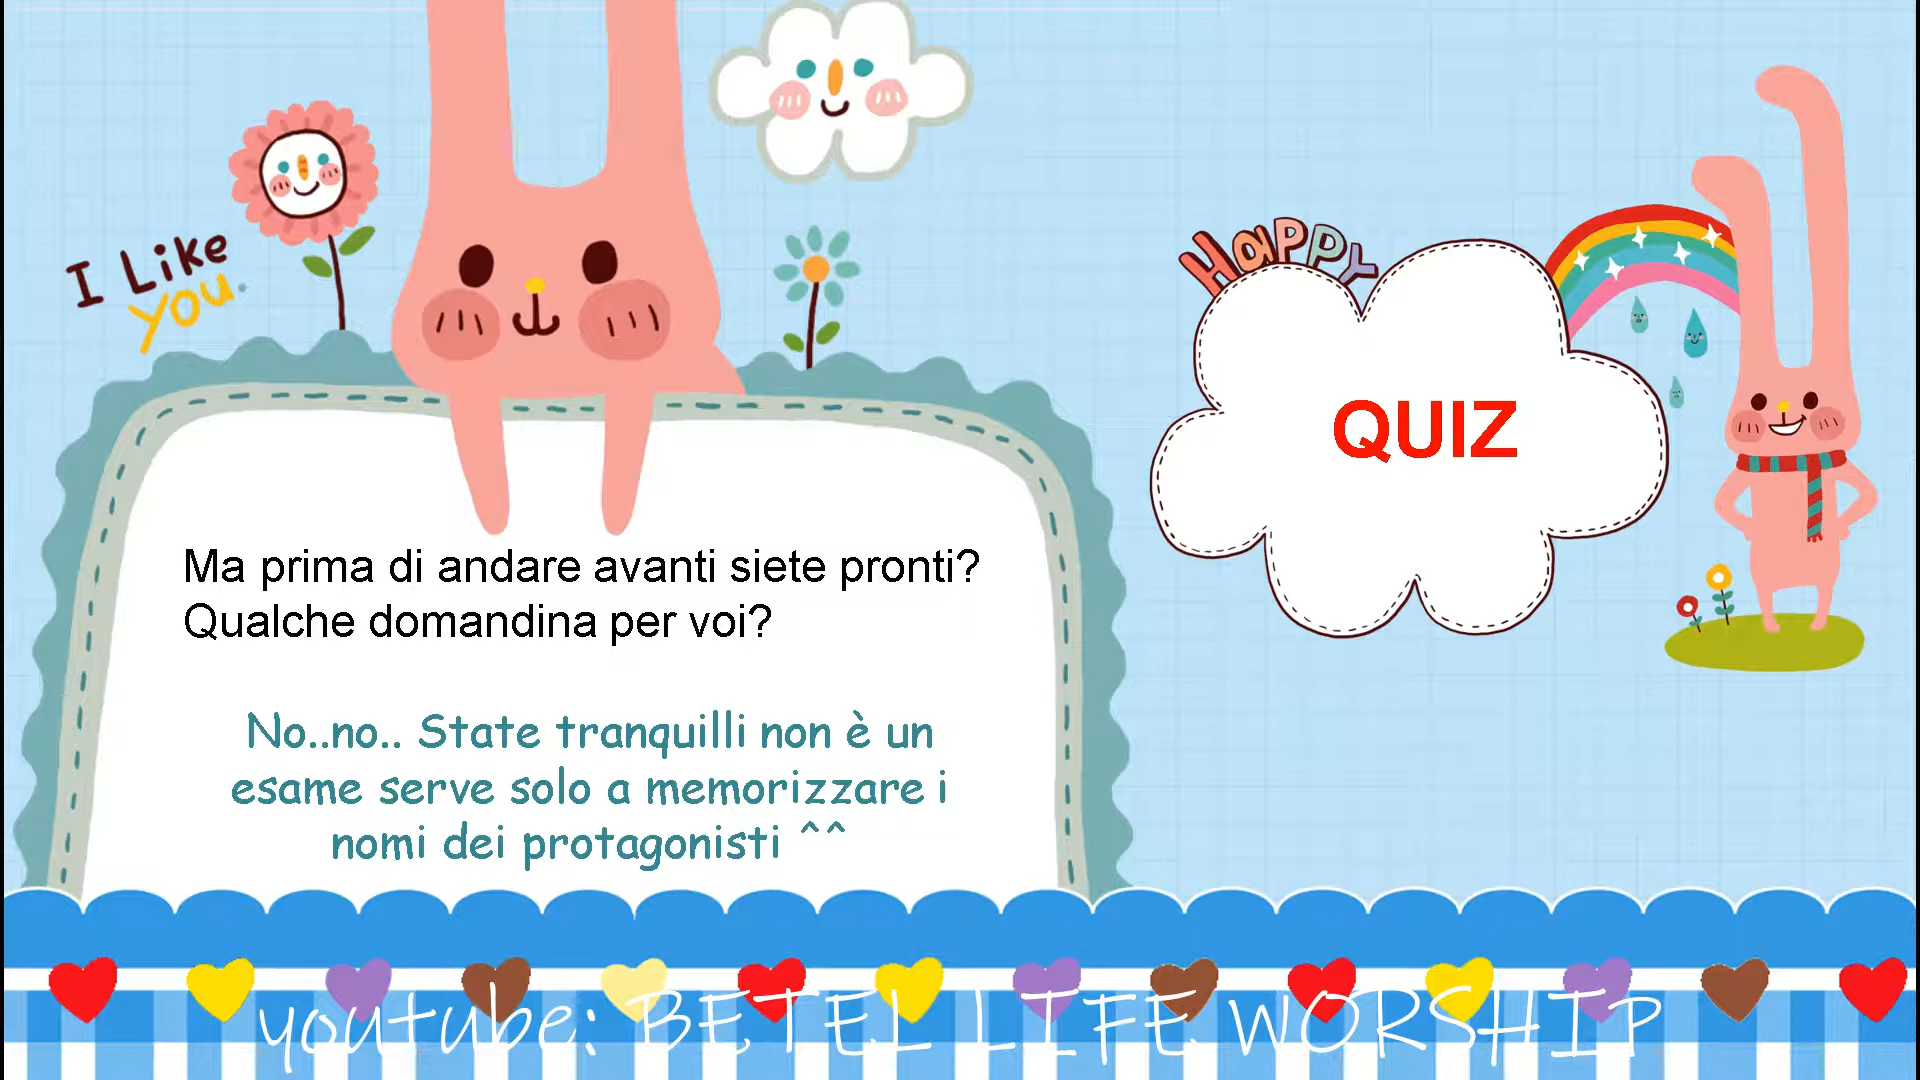 I Like
you.
Happy
QUIZ
Ma prima di andare avanti siete pronti?
Qualche domandina per voi?
No..no.. State tranquilli non è un
esame serve solo a memorizzare i
nomi dei protagonisti ^^
youtube: BETEL LIFE WORSHIP